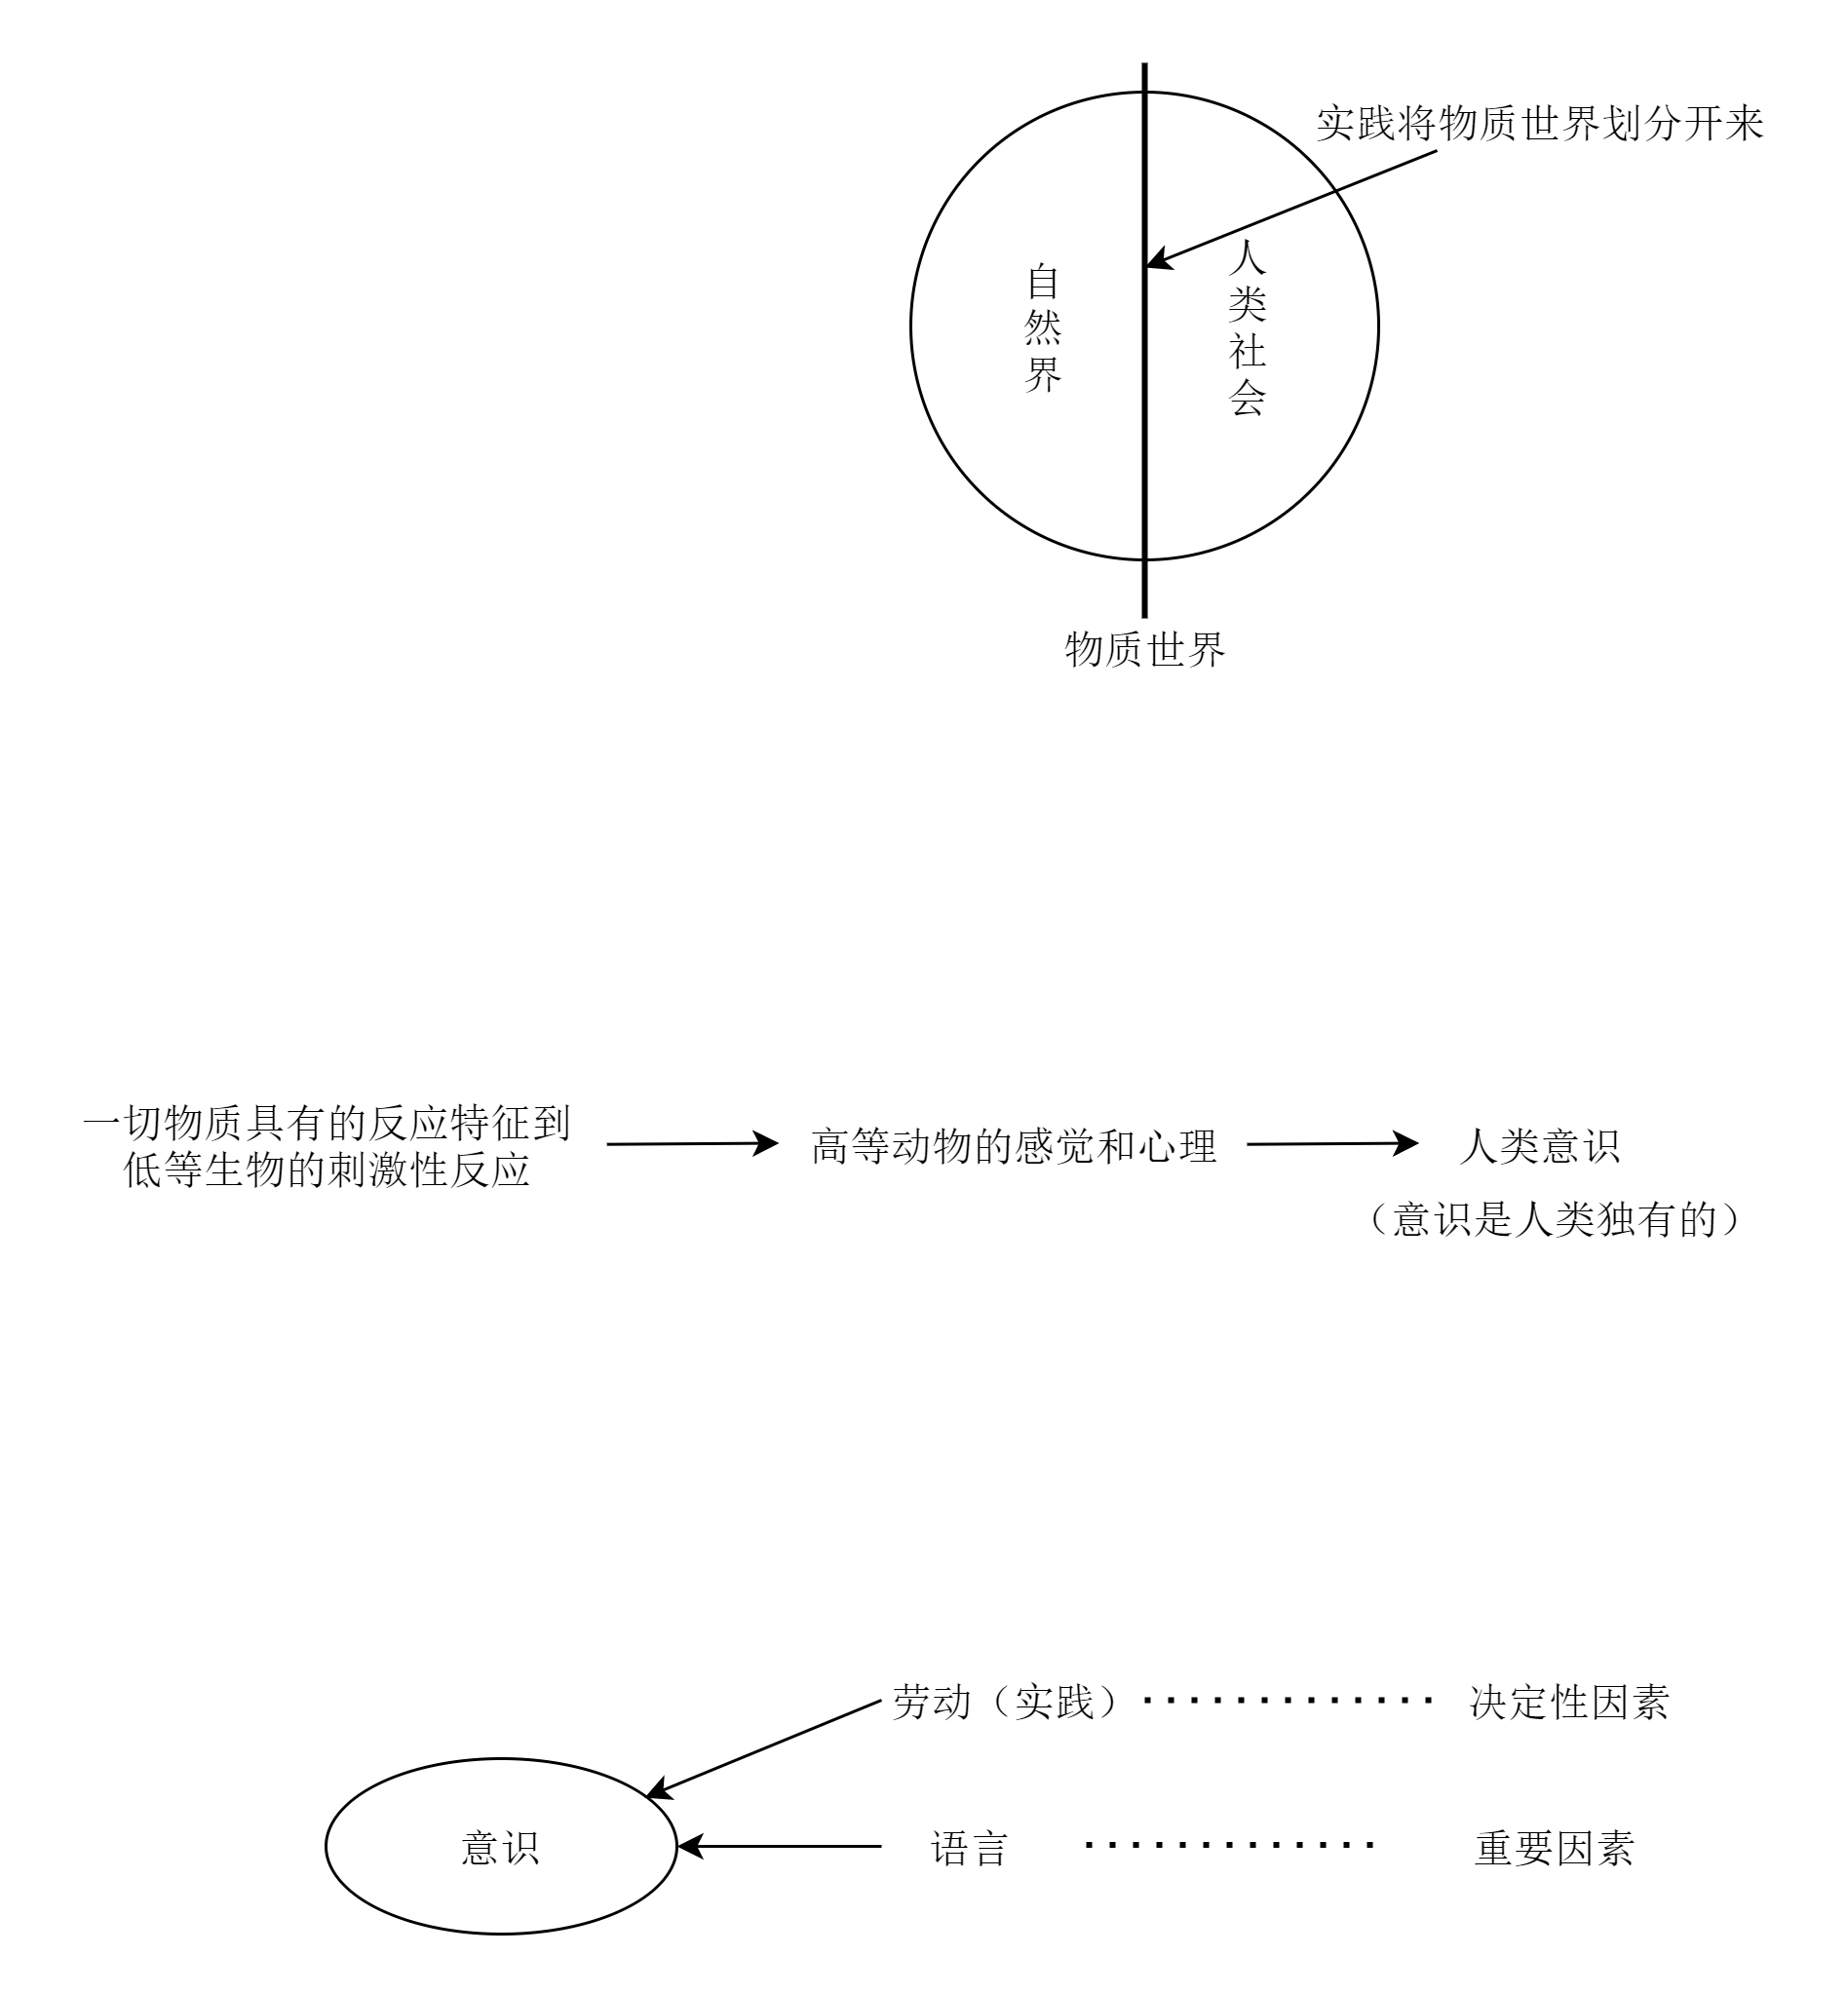 实践将物质世界划分开来
自然界
人类社会
物质世界
一切物质具有的反应特征到
低等生物的刺激性反应
高等动物的感觉和心理
人类意识
（意识是人类独有的）
劳动（实践）
决定性因素
意识
语言
重要因素